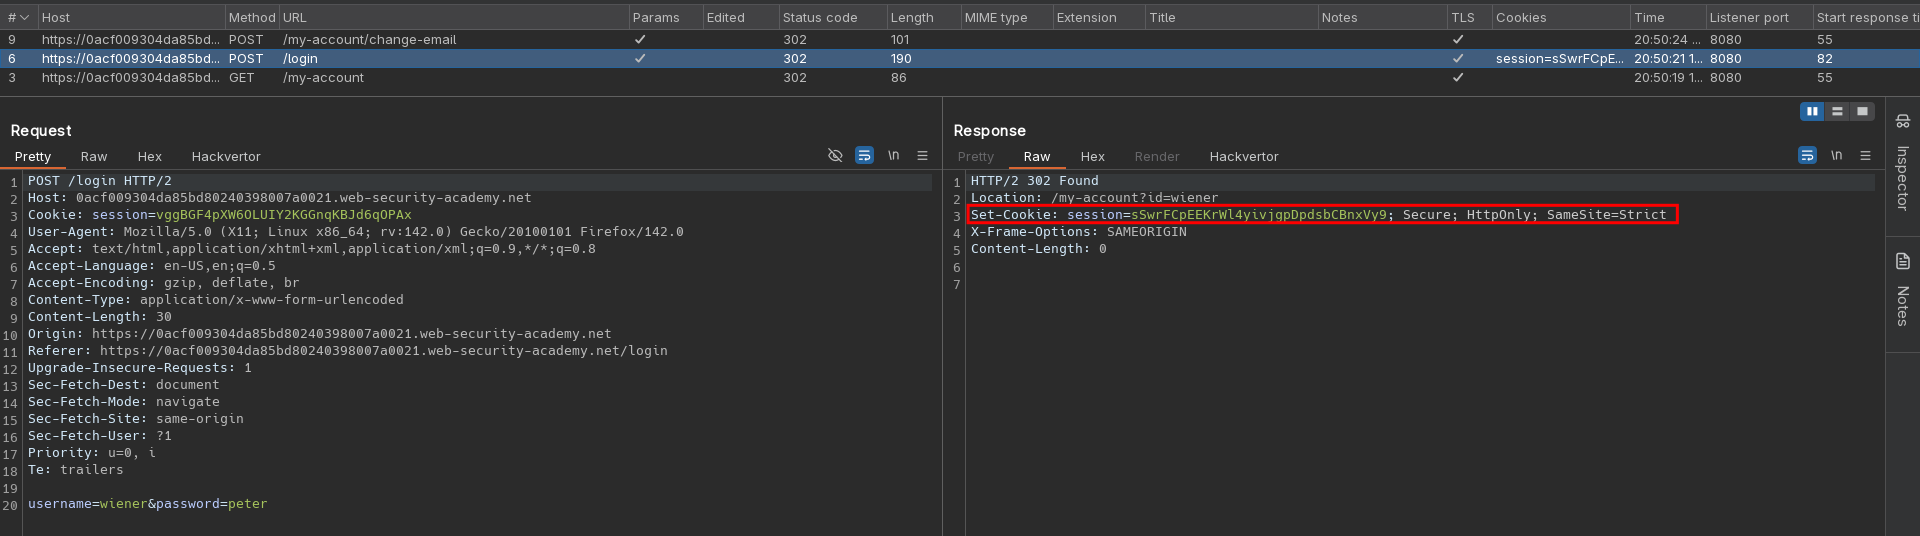 # Host Method URL Params Edited Status code Length MIME type Extension Title Notes TLS Cookies Time Listener port Start response ti
9 https://0acf009304da85bd... POST /my-account/change-email ✓ 302 101 ✓ 20:50:24 ... 8080 55
6 https://0acf009304da85bd... POST /login ✓ 302 190 ✓ session=sSwrFCpE... 20:50:21 1... 8080 82
3 https://0acf009304da85bd... GET /my-account 302 86 ✓ 20:50:19 1... 8080 55
Request
Pretty Raw Hex Hackvertor \n
1 POST /login HTTP/2
2 Host: 0acf009304da85bd80240398007a0021.web-security-academy.net
3 Cookie: session=vggBGF4pXW6OLUIY2KGGnqKBJd6qOPAx
4 User-Agent: Mozilla/5.0 (X11; Linux x86_64; rv:142.0) Gecko/20100101 Firefox/142.0
5 Accept: text/html,application/xhtml+xml,application/xml;q=0.9,*/*;q=0.8
6 Accept-Language: en-US,en;q=0.5
7 Accept-Encoding: gzip, deflate, br
8 Content-Type: application/x-www-form-urlencoded
9 Content-Length: 30
10 Origin: https://0acf009304da85bd80240398007a0021.web-security-academy.net
11 Referer: https://0acf009304da85bd80240398007a0021.web-security-academy.net/login
12 Upgrade-Insecure-Requests: 1
13 Sec-Fetch-Dest: document
14 Sec-Fetch-Mode: navigate
15 Sec-Fetch-Site: same-origin
16 Sec-Fetch-User: ?1
17 Priority: u=0, i
18 Te: trailers
19
20 username=wiener&password=peter
Response
Pretty Raw Hex Render Hackvertor \n
1 HTTP/2 302 Found
2 Location: /my-account?id=wiener
3 Set-Cookie: session=sSwrFCpEEKrWl4yivjgpDpdsbCBnxVy9; Secure; HttpOnly; SameSite=Strict
4 X-Frame-Options: SAMEORIGIN
5 Content-Length: 0
6
7
Inspector
Notes